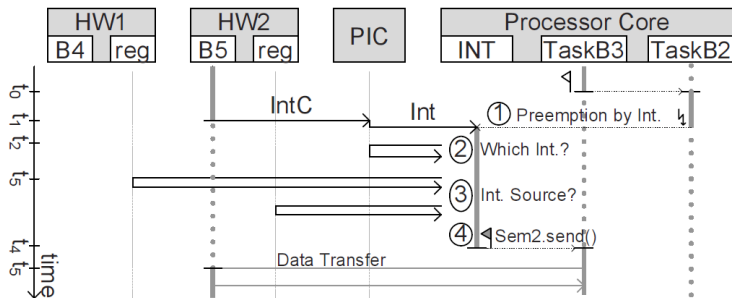 HW1 HW2 PIC Processor Core
B4 reg B5 reg INT TaskB3 TaskB2
t0
t1 IntC Int 1 Preemption by Int.
t2 2 Which Int.?
t5 3 Int. Source?
t4 4 Sem2.send()
t5 Data Transfer
time